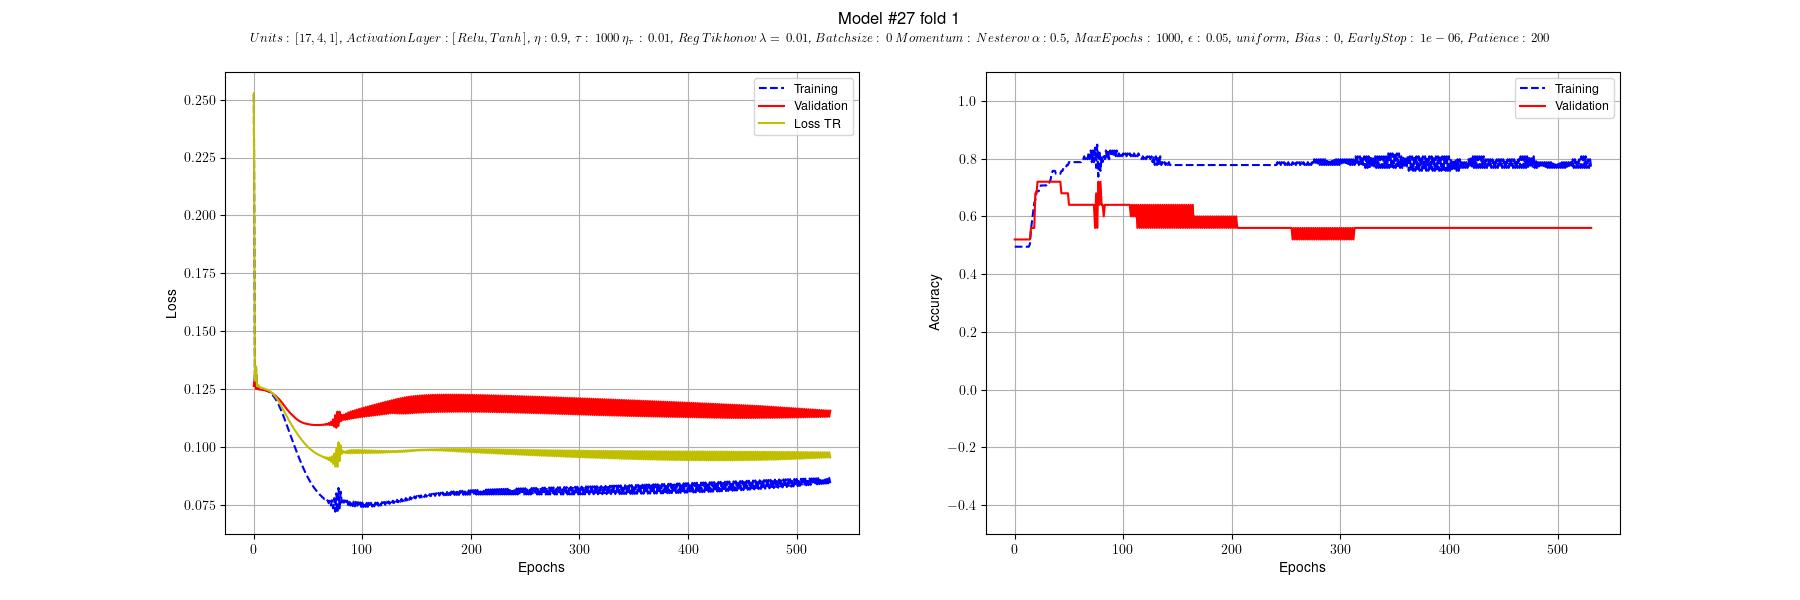 Model #27 fold 1
Units : [17, 4, 1], ActivationLayer : [Relu, Tanh], η : 0.9, τ : 1000 η_τ : 0.01, Reg Tikhonov λ = 0.01, Batchsize : 0 Momentum : Nesterov α : 0.5, MaxEpochs : 1000, ϵ : 0.05, uniform, Bias : 0, EarlyStop : 1e − 06, Patience : 200
Loss
0.250
0.225
0.200
0.175
0.150
0.125
0.100
0.075
Training
Validation
Loss TR
0 100 200 300 400 500
Epochs
Accuracy
1.0
0.8
0.6
0.4
0.2
0.0
−0.2
−0.4
Training
Validation
0 100 200 300 400 500
Epochs